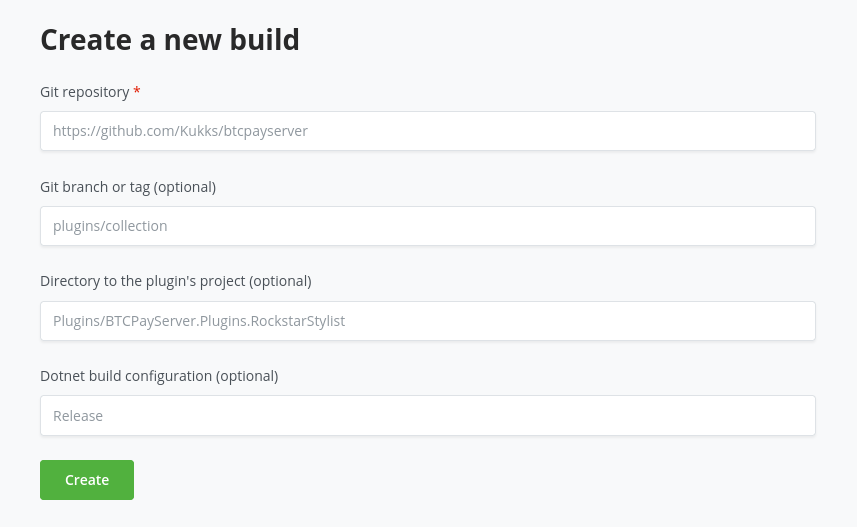 Create a new build
Git repository *
https://github.com/Kukks/btcpayserver
Git branch or tag (optional)
plugins/collection
Directory to the plugin's project (optional)
Plugins/BTCPayServer.Plugins.RockstarStylist
Dotnet build configuration (optional)
Release
Create